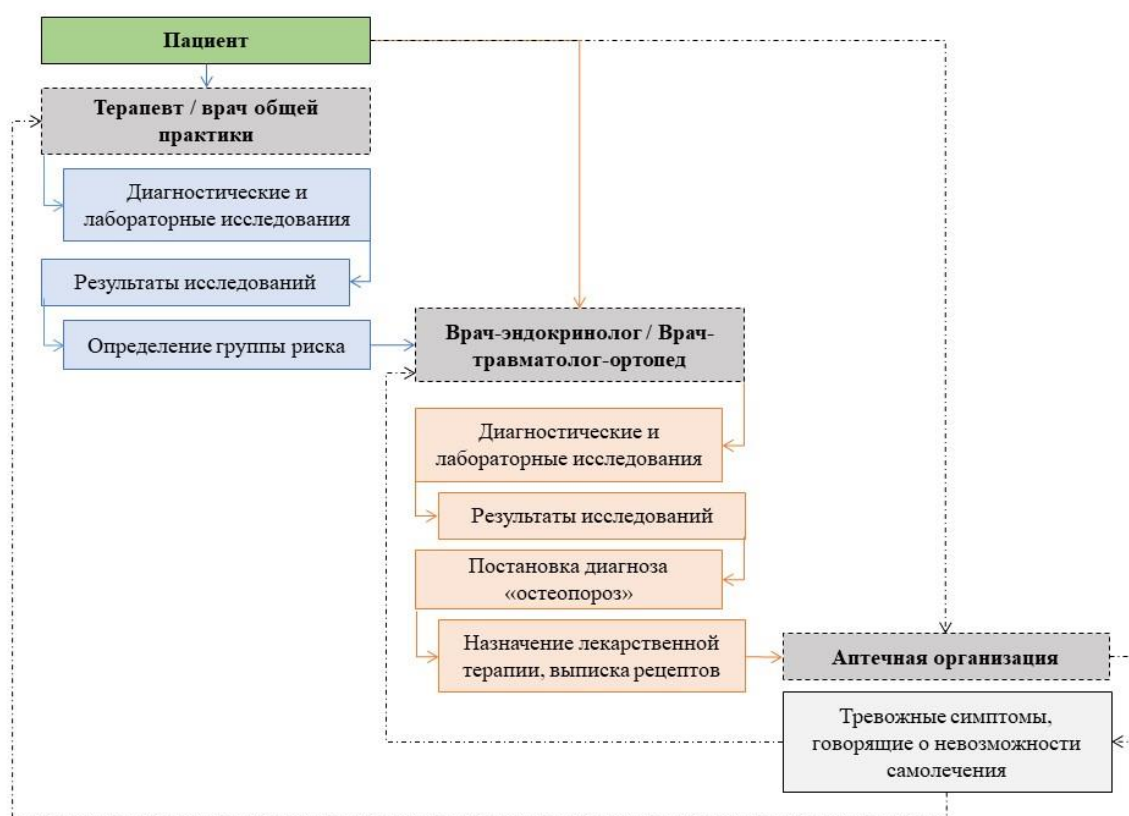 Пациент
Терапевт / врач общей
практики
Диагностические и
лабораторные исследования
Результаты исследований
Определение группы риска
Врач-эндокринолог / Врач-
травматолог-ортопед
Диагностические и
лабораторные исследования
Результаты исследований
Постановка диагноза
«остеопороз»
Назначение лекарственной
терапии, выписка рецептов
Аптечная организация
Тревожные симптомы,
говорящие о невозможности
самолечения